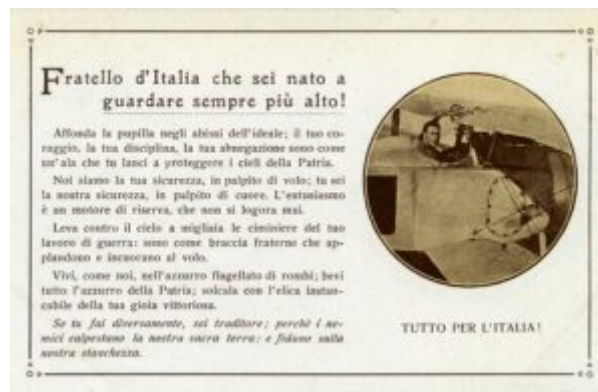 Fratello d'Italia che sei nato a
guardare sempre più alto!
Affonda la pupilla negli abissi dell'ideale; il tuo co-
raggio, la tua disciplina, la tua abnegazione sono come
un'ala che tu lanci a proteggere i cieli della Patria.
Noi siamo la tua sicurezza, in palpito di volo; tu sei
la nostra sicurezza, in palpito di cuore. L'entusiasmo
è un motore di riserva, che non si logora mai.
Leva contro il cielo a migliaia le ciminiere del tuo
lavoro di guerra: sono come braccia fraterne che ap-
plaudono e incuorano al volo.
Vivi, come noi, nell'azzurro flagellato di rombi; bevi
tutto l'azzurro della Patria; solcala con l'elica instan-
cabile della tua gioia vittoriosa.
Se tu fai diversamente, sei traditore; perchè i ne-
mici calpestano la nostra sacra terra: e fidano sulla
nostra stanchezza.
TUTTO PER L'ITALIA!